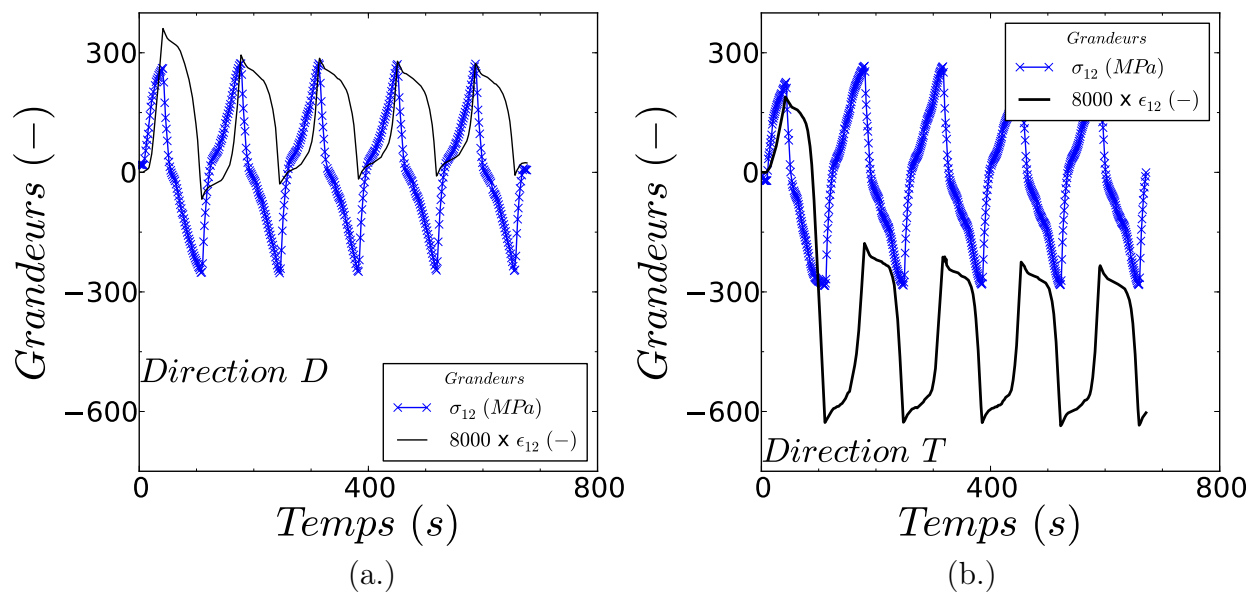 300
0
−300
−600
Grandeurs (−)
Direction D
Grandeurs
σ12 (MPa)
8000 x ϵ12 (−)
0
400
800
Temps (s)
(a.)
300
0
−300
−600
Grandeurs (−)
Grandeurs
σ12 (MPa)
8000 x ϵ12 (−)
Direction T
0
400
800
Temps (s)
(b.)